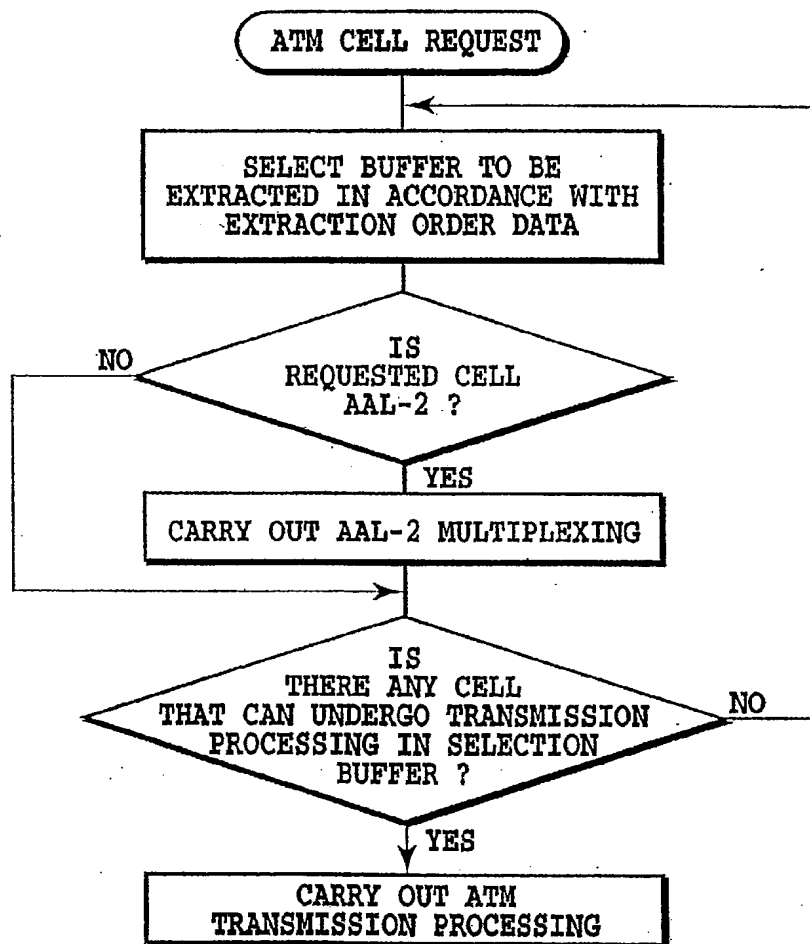 ATM CELL REQUEST
SELECT BUFFER TO BE
EXTRACTED IN ACCORDANCE WITH
EXTRACTION ORDER DATA
IS
REQUESTED CELL
AAL-2 ?
NO
YES
CARRY OUT AAL-2 MULTIPLEXING
IS
THERE ANY CELL
THAT CAN UNDERGO TRANSMISSION
PROCESSING IN SELECTION
BUFFER ?
NO
YES
CARRY OUT ATM
TRANSMISSION PROCESSING